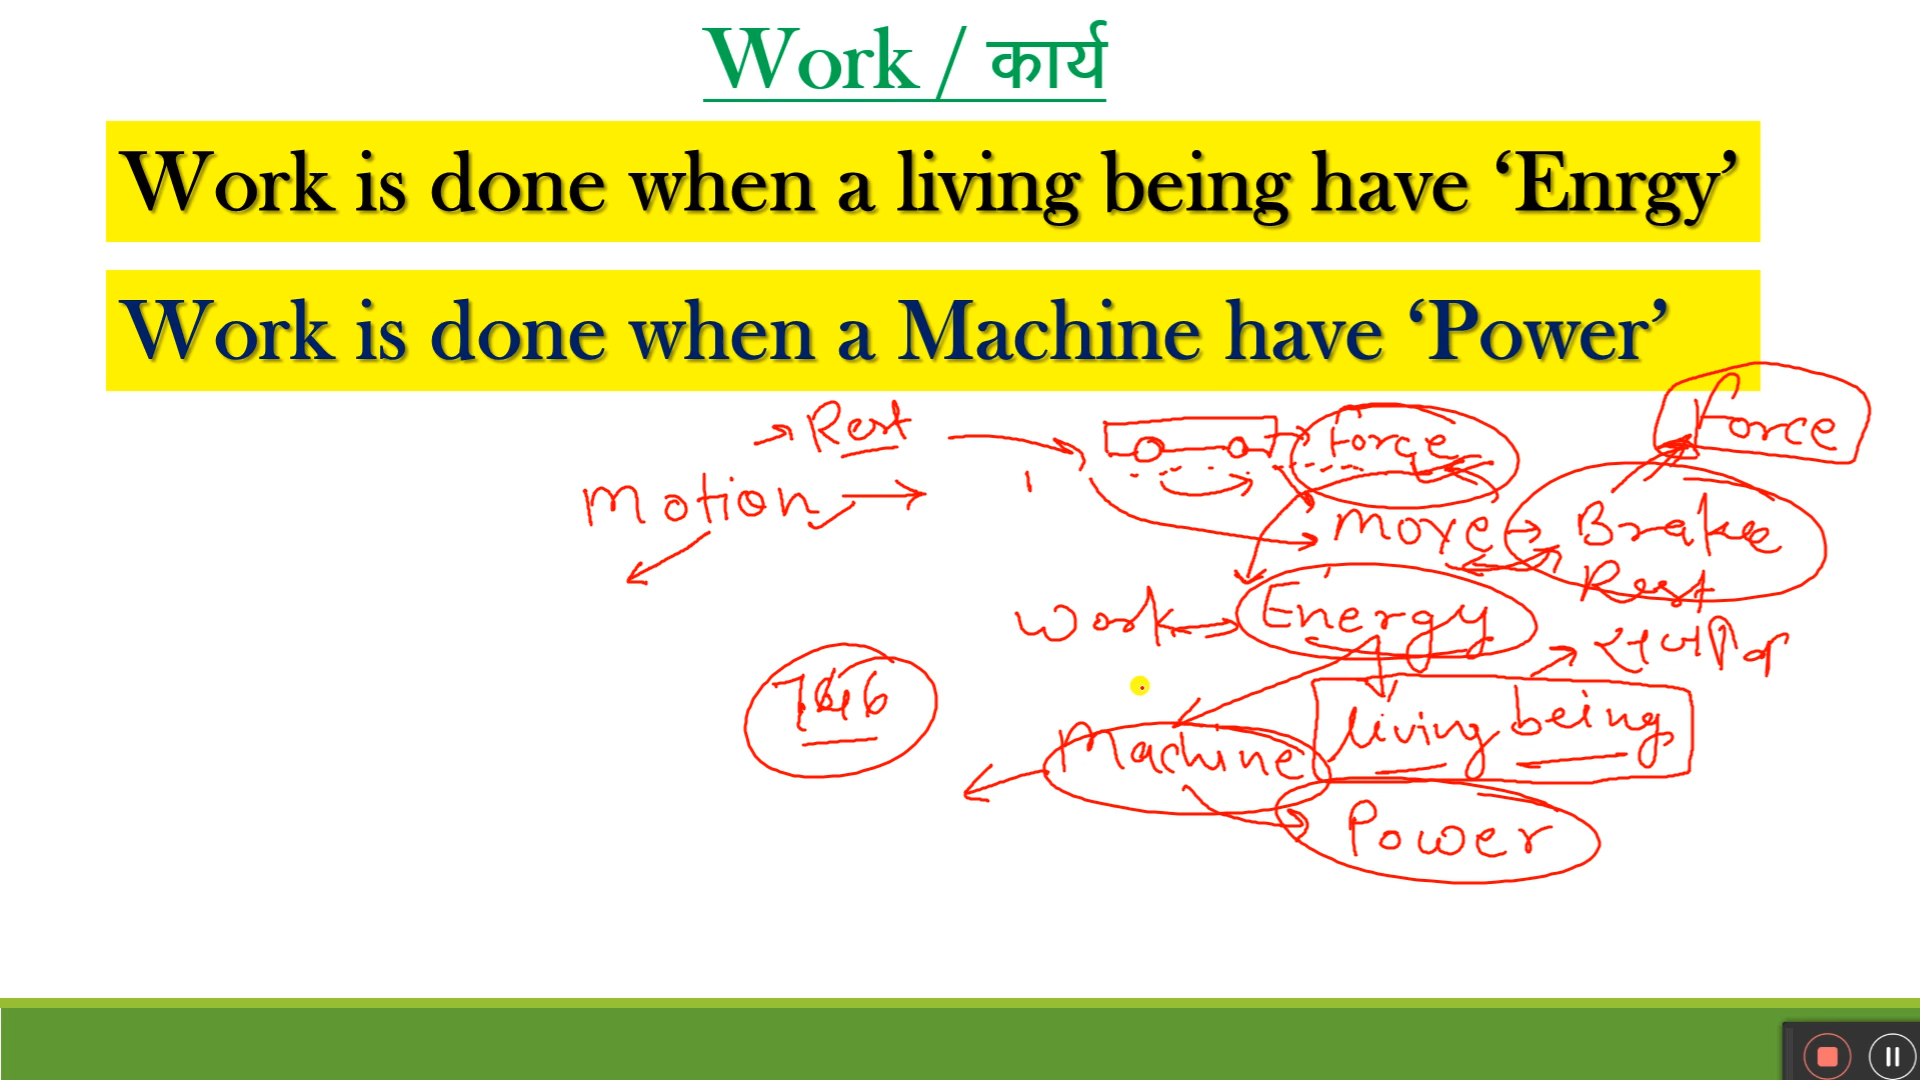 Work / कार्य
Work is done when a living being have ‘Enrgy’
Work is done when a Machine have ‘Power’
Rest
Force
Force
Motion
Move
Brake
Rest
Work
Energy
living being
Machine
Power